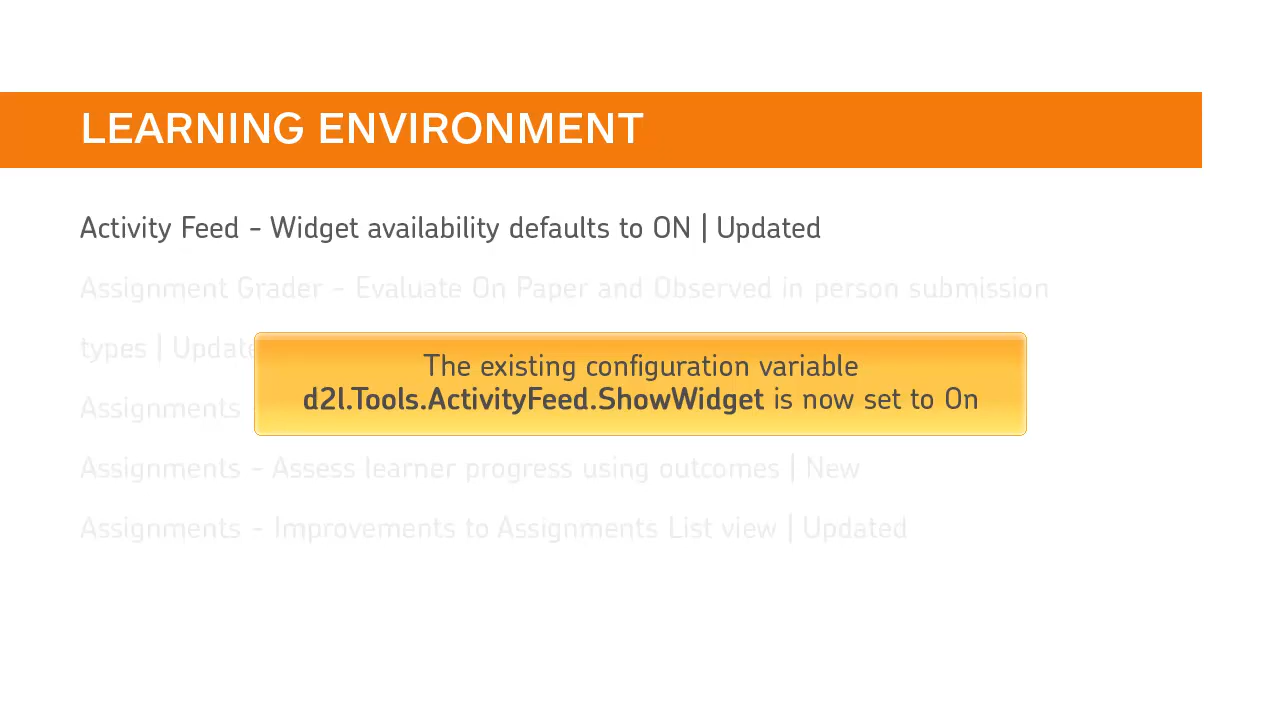 LEARNING ENVIRONMENT
Activity Feed - Widget availability defaults to ON | Updated
Assignment Grader - Evaluate On Paper and Observed in person submission
types | Update
The existing configuration variable
d2l.Tools.ActivityFeed.ShowWidget is now set to On
Assignments
Assignments - Assess learner progress using outcomes | New
Assignments - Improvements to Assignments List view | Updated